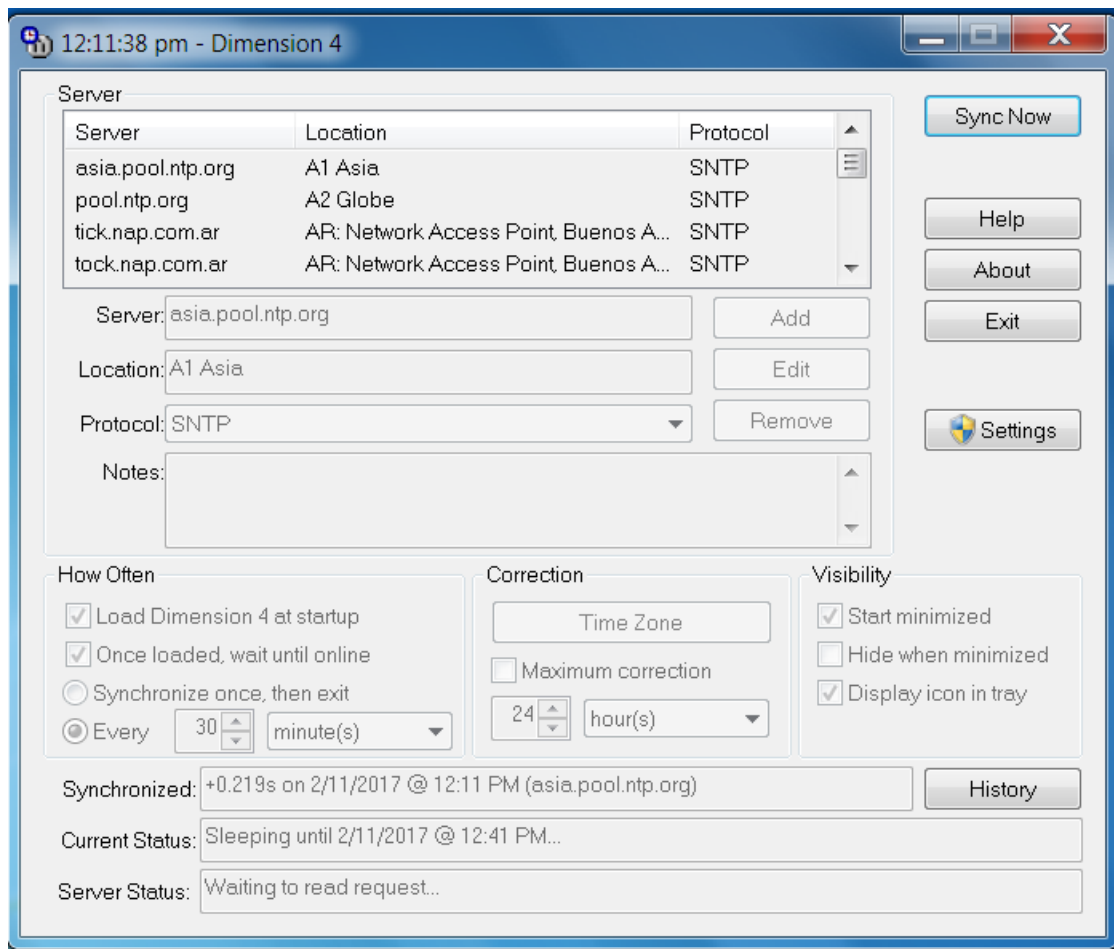 12:11:38 pm - Dimension 4
Server
Server Location Protocol
asia.pool.ntp.org A1 Asia SNTP
pool.ntp.org A2 Globe SNTP
tick.nap.com.ar AR: Network Access Point, Buenos A... SNTP
tock.nap.com.ar AR: Network Access Point, Buenos A... SNTP
Server: asia.pool.ntp.org Add
Location: A1 Asia Edit
Protocol: SNTP Remove
Notes:
Sync Now
Help
About
Exit
Settings
How Often
Load Dimension 4 at startup
Once loaded, wait until online
Synchronize once, then exit
Every 30 minute(s)
Correction
Time Zone
Maximum correction
24 hour(s)
Visibility
Start minimized
Hide when minimized
Display icon in tray
Synchronized: +0.219s on 2/11/2017 @ 12:11 PM (asia.pool.ntp.org) History
Current Status: Sleeping until 2/11/2017 @ 12:41 PM...
Server Status: Waiting to read request...